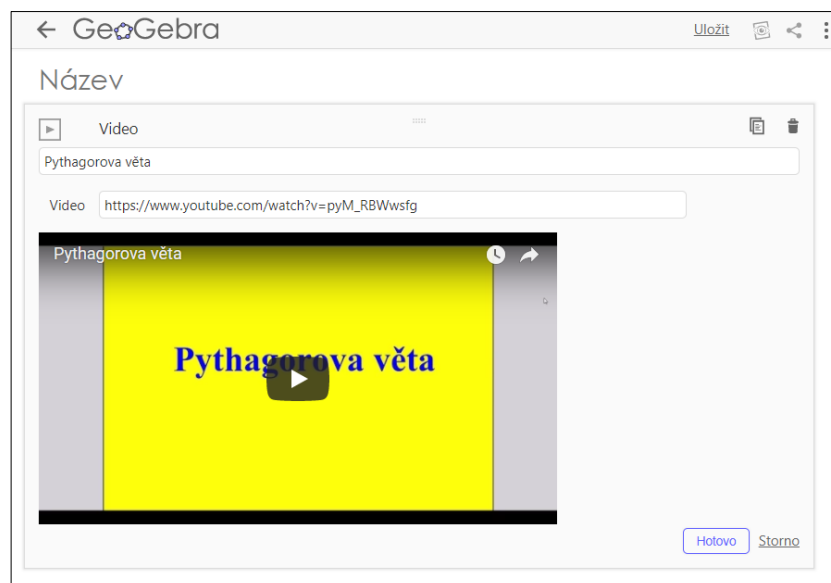 GeoGebra Uložit
Název
Video
Pythagorova věta
Video https://www.youtube.com/watch?v=pyM_RBWwsfg
Pythagorova věta
Pythagorova věta
Hotovo Storno